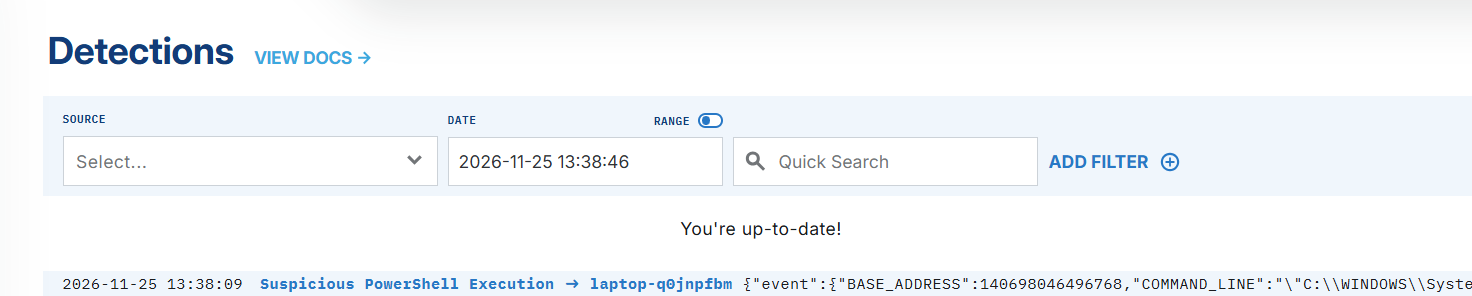 Detections VIEW DOCS →
SOURCE DATE RANGE
Select... 2026-11-25 13:38:46 Quick Search ADD FILTER
You're up-to-date!
2026-11-25 13:38:09 Suspicious PowerShell Execution → laptop-q0jnpfbm {"event":{"BASE_ADDRESS":140698046496768,"COMMAND_LINE":"\"C:\\WINDOWS\\Syste